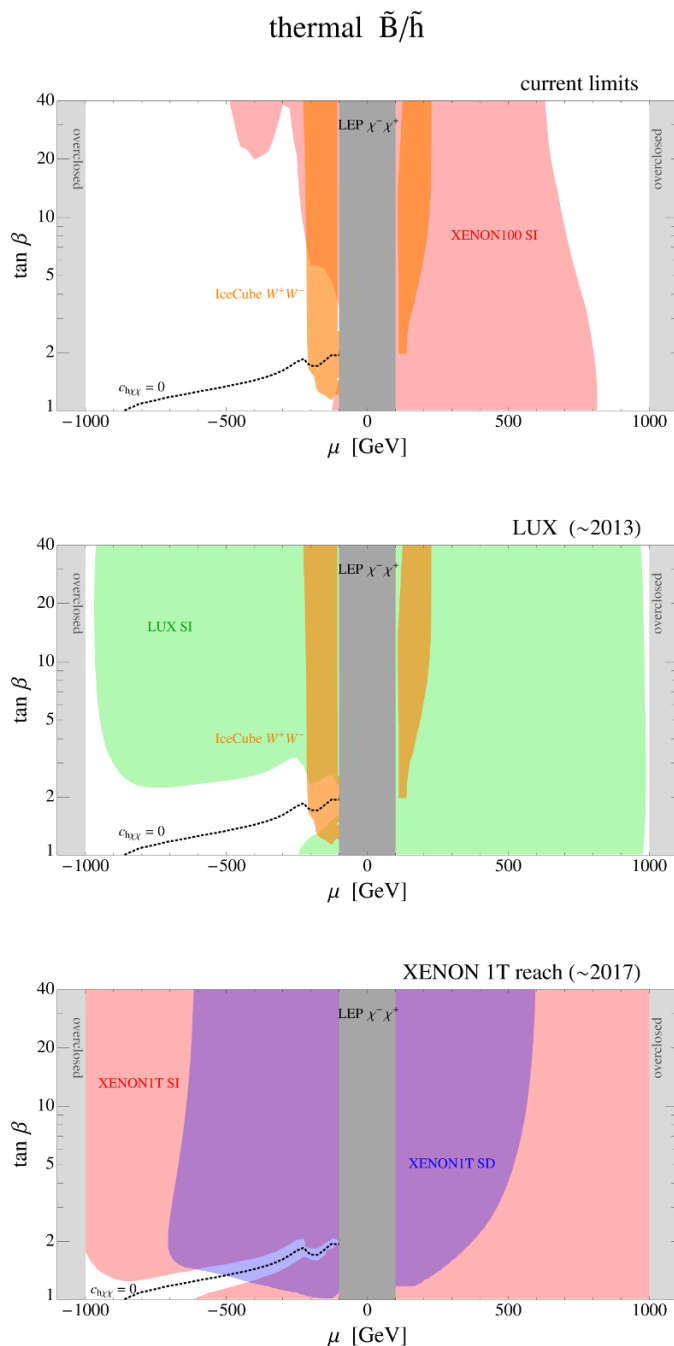 thermal B̃/h̃
current limits
40
20
10
5
2
1
tan β
overclosed
LEP χ⁻χ⁺
XENON100 SI
IceCube W⁺W⁻
c_hχχ = 0
overclosed
−1000
−500
0
500
1000
μ [GeV]
LUX (~2013)
40
20
10
5
2
1
tan β
overclosed
LEP χ⁻χ⁺
LUX SI
IceCube W⁺W⁻
c_hχχ = 0
overclosed
−1000
−500
0
500
1000
μ [GeV]
XENON 1T reach (~2017)
40
20
10
5
2
1
tan β
overclosed
LEP χ⁻χ⁺
XENON1T SI
XENON1T SD
c_hχχ = 0
overclosed
−1000
−500
0
500
1000
μ [GeV]